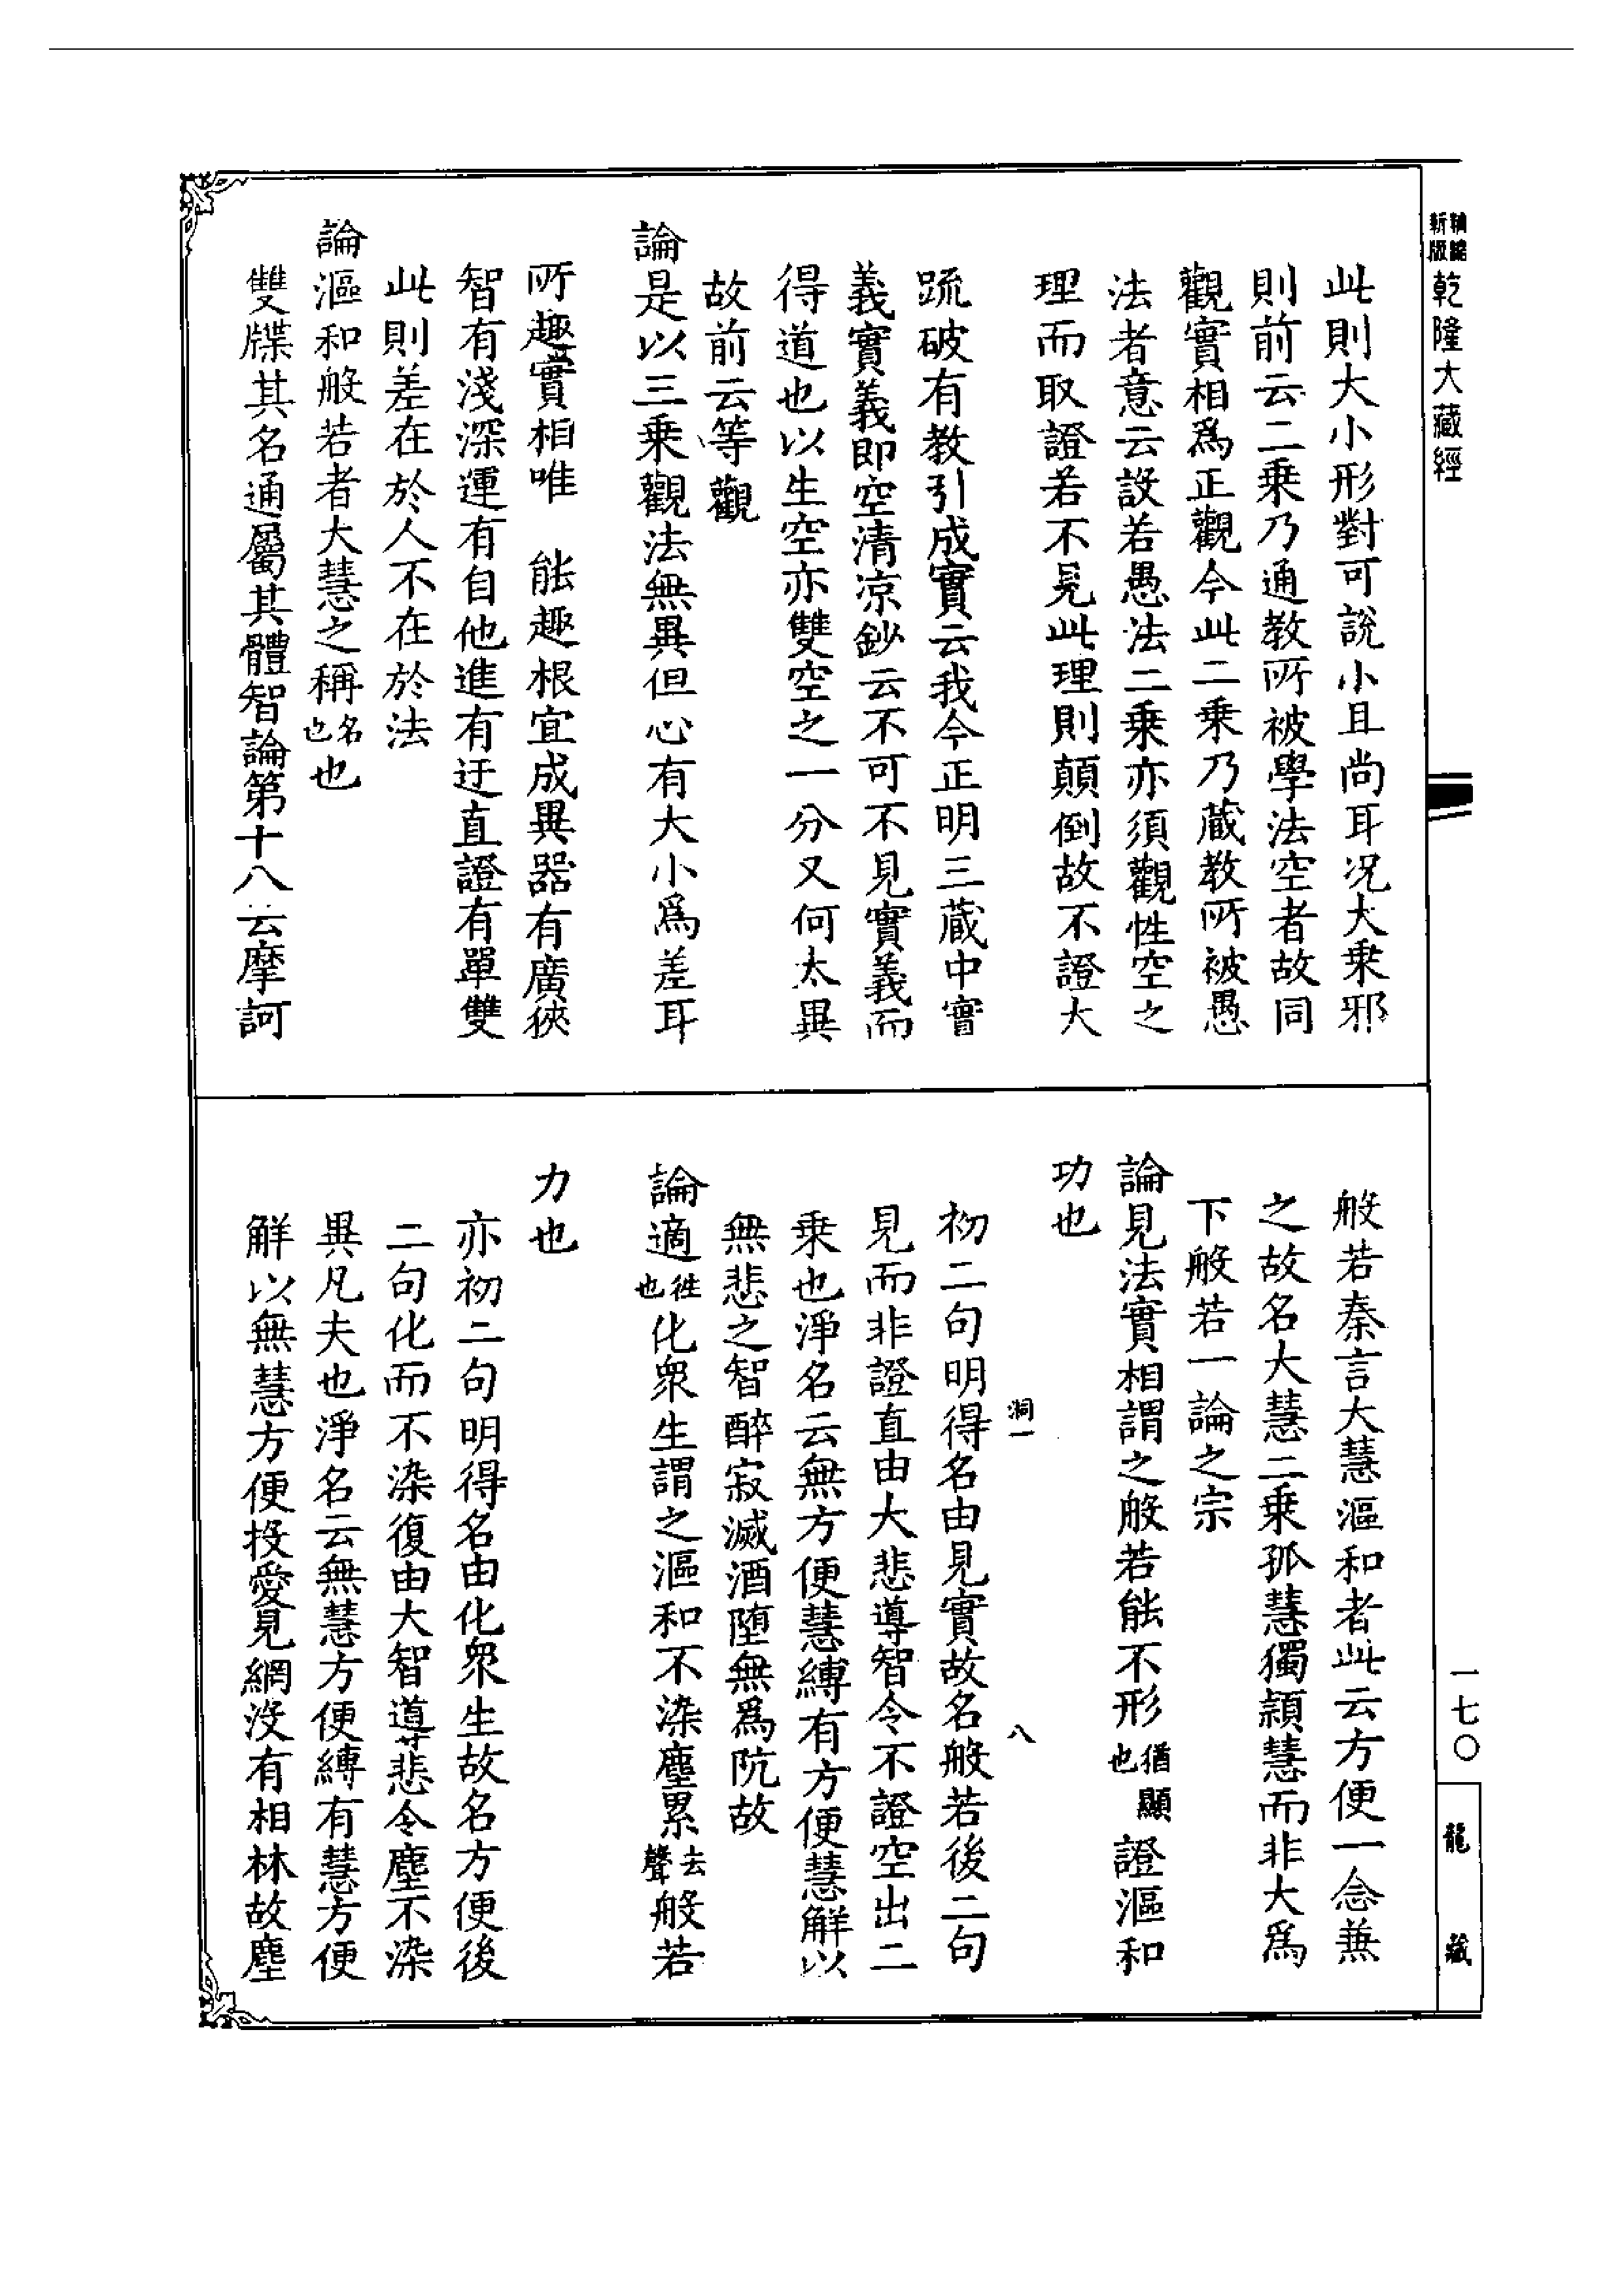 乾隆大藏經
此則大小形對可說小且尚耳況大乗邪
則前云二乗乃通教所被學法空者故同
觀實相爲正觀今此二乗乃蔵教所被愚
法者意云設若愚法二乗亦須觀性空之
理而取證若不見此理則顛倒故不證大
䟽破有教引成實云我今正明三蔵中實
義實義即空清凉鈔云不可不見實義而
得道也以生空亦雙空之一分又何太異
故前云等觀
論是以三乗觀法無異但心有大小爲差耳
所趣實相唯 能趣根宜成異器有廣狹
智有淺深運有自他進有迂直證有單雙
此則差在於人不在於法
論漚和般若者大慧之稱名也也
雙牒其名通屬其體智論第十八云摩訶
般若秦言大慧漚和者此云方便一念兼
之故名大慧二乗孤慧慧獨頴慧而非大爲
下般若一論之宗
論見法實相謂之般若能不形猶顯也證漚和
功也
洞一 八
初二句明得名由見實故名般若後二句
見而非證直由大悲導智令不證空出二
乗也淨名云無方便慧縛有方便慧解以
無悲之智醉寂滅酒墮無爲阬故
論適徃也化衆生謂之漚和不染塵累去聲般若
力也
亦初二句明得名由化衆生故名方便後
二句化而不染復由大智導悲令塵不染
異凡夫也淨名云無慧方便縛有慧方便
解以無慧方便投愛見網没有相林故塵
一七〇
龍藏